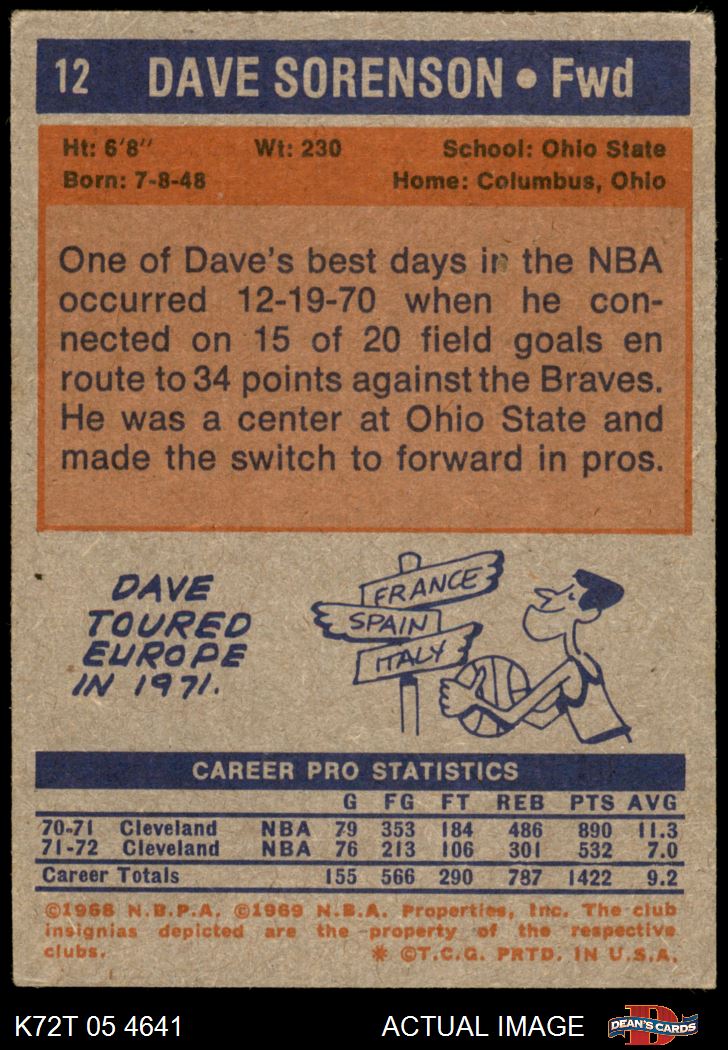 12 DAVE SORENSON • Fwd
Ht: 6'8" Wt: 230 School: Ohio State
Born: 7-8-48 Home: Columbus, Ohio
One of Dave's best days in the NBA
occurred 12-19-70 when he con-
nected on 15 of 20 field goals en
route to 34 points against the Braves.
He was a center at Ohio State and
made the switch to forward in pros.
DAVE
TOURED
EUROPE
IN 1971.
FRANCE
SPAIN
ITALY
CAREER PRO STATISTICS
G FG FT REB PTS AVG
70-71 Cleveland NBA 79 353 184 486 890 11.3
71-72 Cleveland NBA 76 213 106 301 532 7.0
Career Totals 155 566 290 787 1422 9.2
©1968 N.B.P.A. ©1969 N.B.A. Properties, Inc. The club
insignias depicted are the property of the respective
clubs. * ©T.C.G. PRTD. IN U.S.A.
K72T 05 4641 ACTUAL IMAGE DEAN'S CARDS